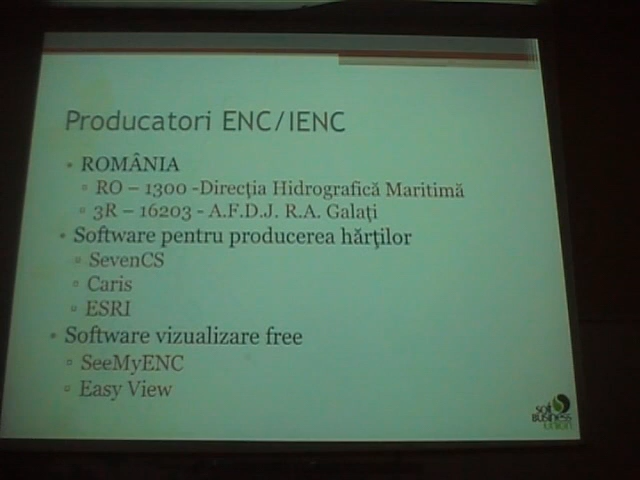 Producatori ENC/IENC
ROMÂNIA
RO – 1300 -Direcţia Hidrografică Maritimă
3R – 16203 - A.F.D.J. R.A. Galaţi
Software pentru producerea hărţilor
SevenCS
Caris
ESRI
Software vizualizare free
SeeMyENC
Easy View
Soft
Business
Union